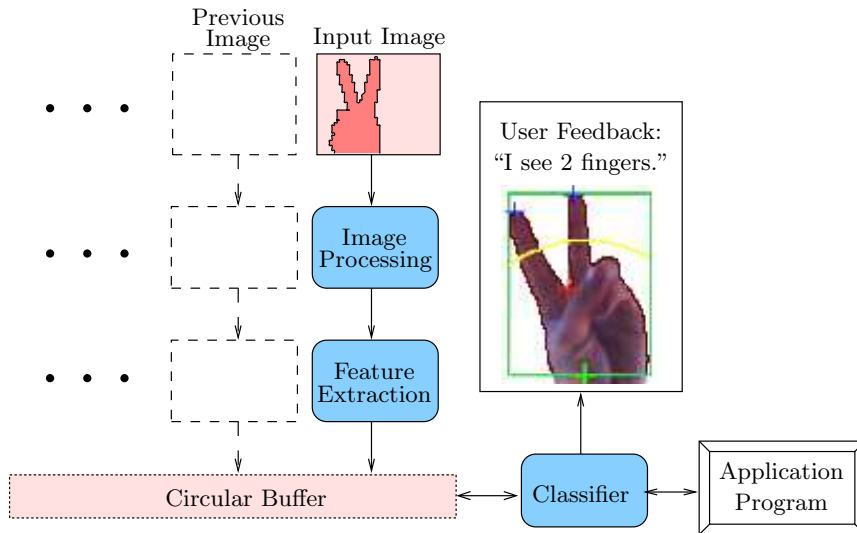 Previous
Image
Input Image
User Feedback:
“I see 2 fingers.”
Image
Processing
Feature
Extraction
Circular Buffer
Classifier
Application
Program